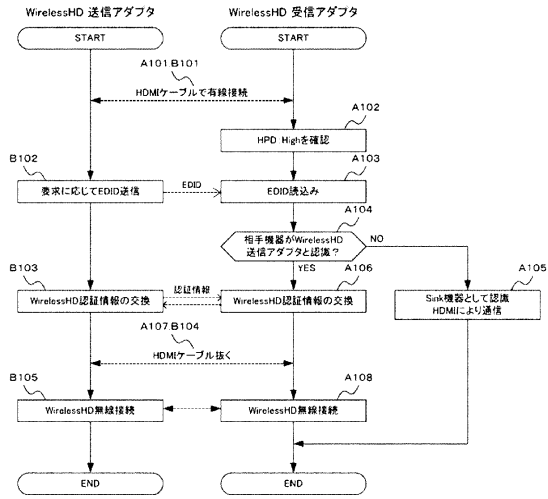 WirelessHD 送信アダプタ
WirelessHD 受信アダプタ
START
START
A101 B101
HDMIケーブルで有線接続
A102
HPD Highを確認
B102
要求に応じてEDID送信
EDID
A103
EDID読込み
A104
相手機器がWirelessHD
送信アダプタと認識？
NO
YES
B103
WirelessHD認証情報の交換
認証情報
A106
WirelessHD認証情報の交換
A105
Sink機器として認識
HDMIにより通信
A107.B104
HDMIケーブル抜く
B105
WirelessHD無線接続
A108
WirelessHD無線接続
END
END